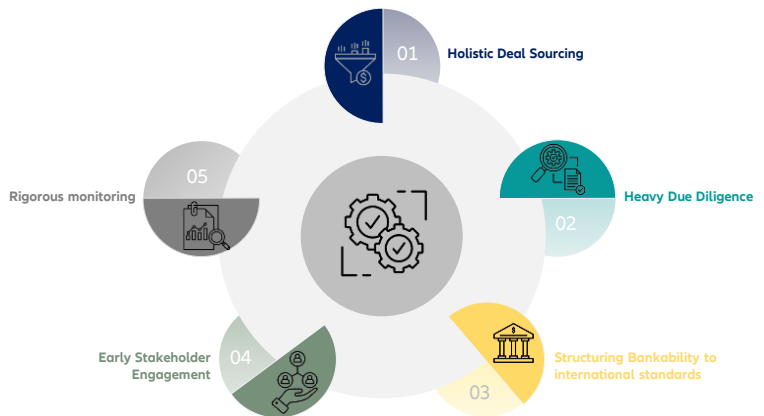 01
Holistic Deal Sourcing
02
Heavy Due Diligence
03
Structuring Bankability to
international standards
04
Early Stakeholder
Engagement
05
Rigorous monitoring